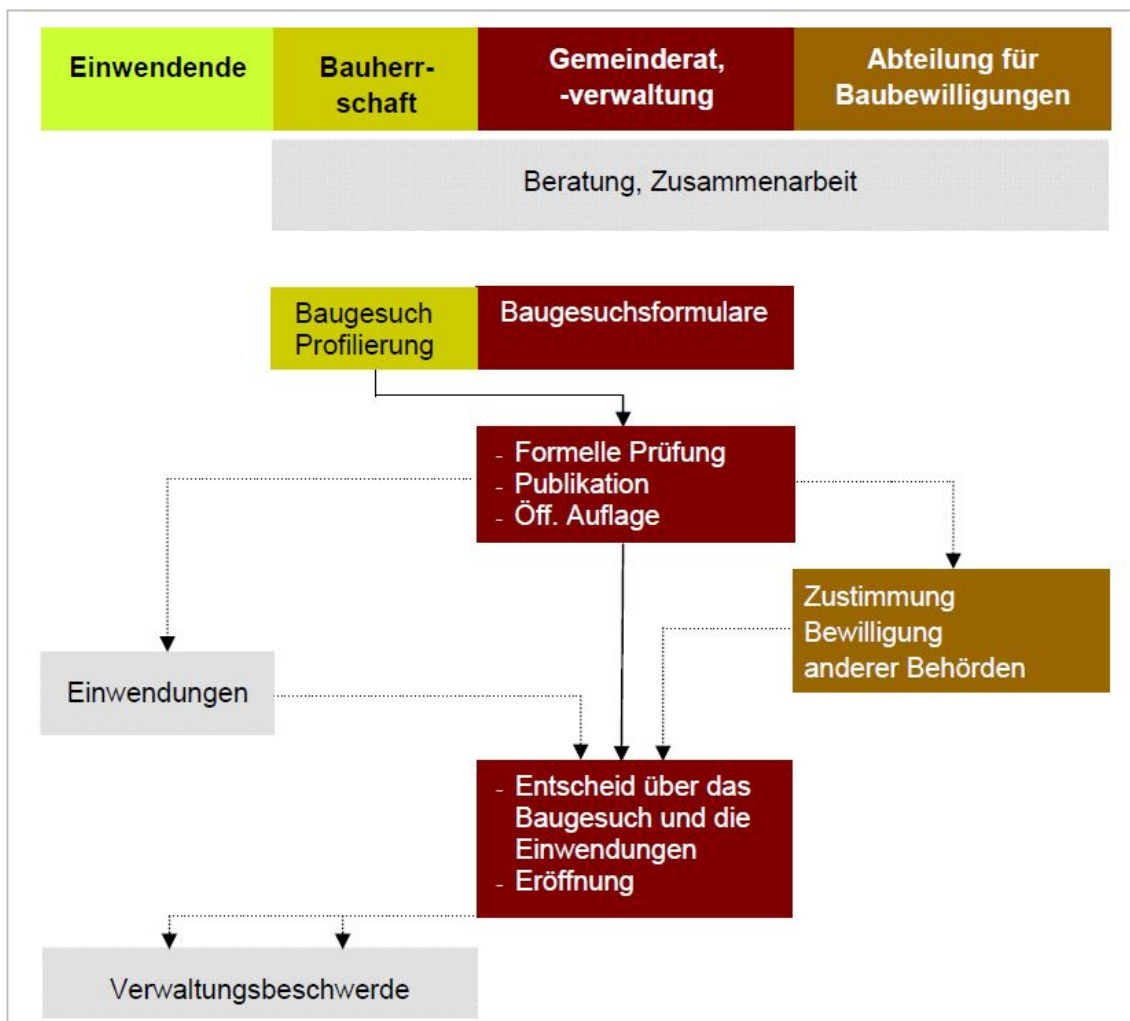 Einwendende
Bauherr-
schaft
Gemeinderat,
-verwaltung
Abteilung für
Baubewilligungen
Beratung, Zusammenarbeit
Baugesuch
Profilierung
Baugesuchsformulare
- Formelle Prüfung
- Publikation
- Öff. Auflage
Zustimmung
Bewilligung
anderer Behörden
Einwendungen
- Entscheid über das
Baugesuch und die
Einwendungen
- Eröffnung
Verwaltungsbeschwerde